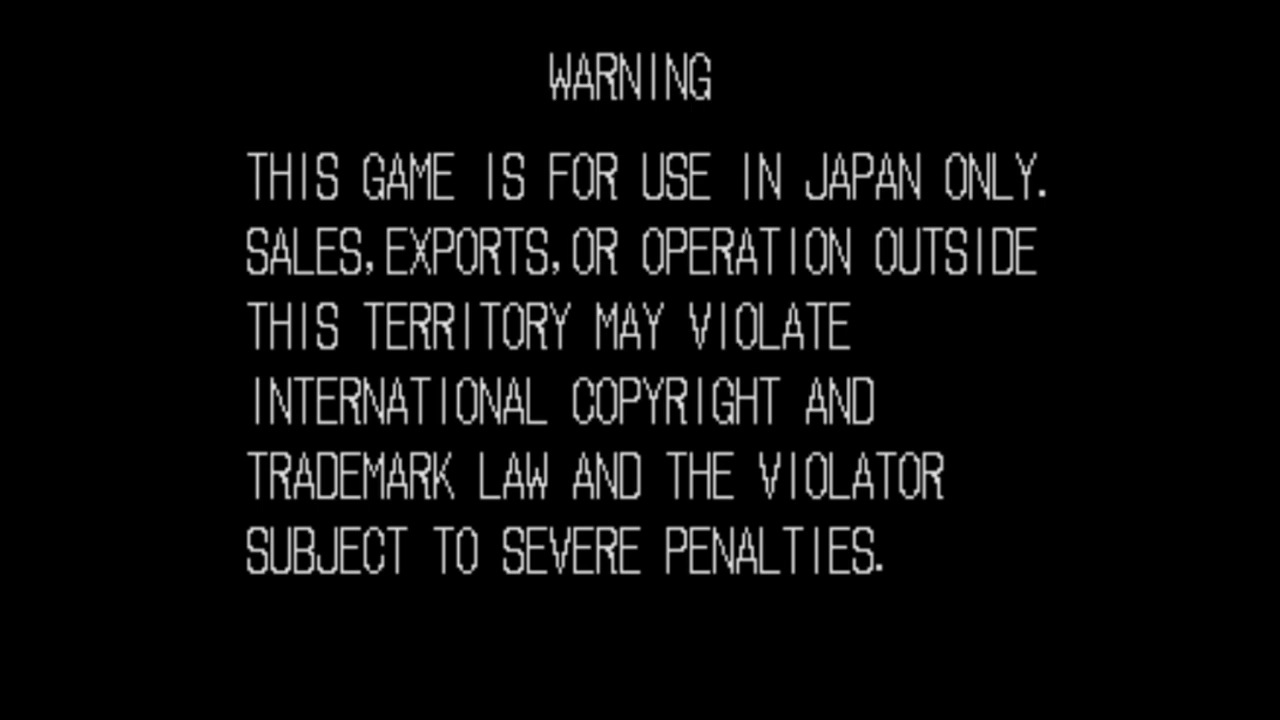 WARNING
THIS GAME IS FOR USE IN JAPAN ONLY.
SALES,EXPORTS,OR OPERATION OUTSIDE
THIS TERRITORY MAY VIOLATE
INTERNATIONAL COPYRIGHT AND
TRADEMARK LAW AND THE VIOLATOR
SUBJECT TO SEVERE PENALTIES.